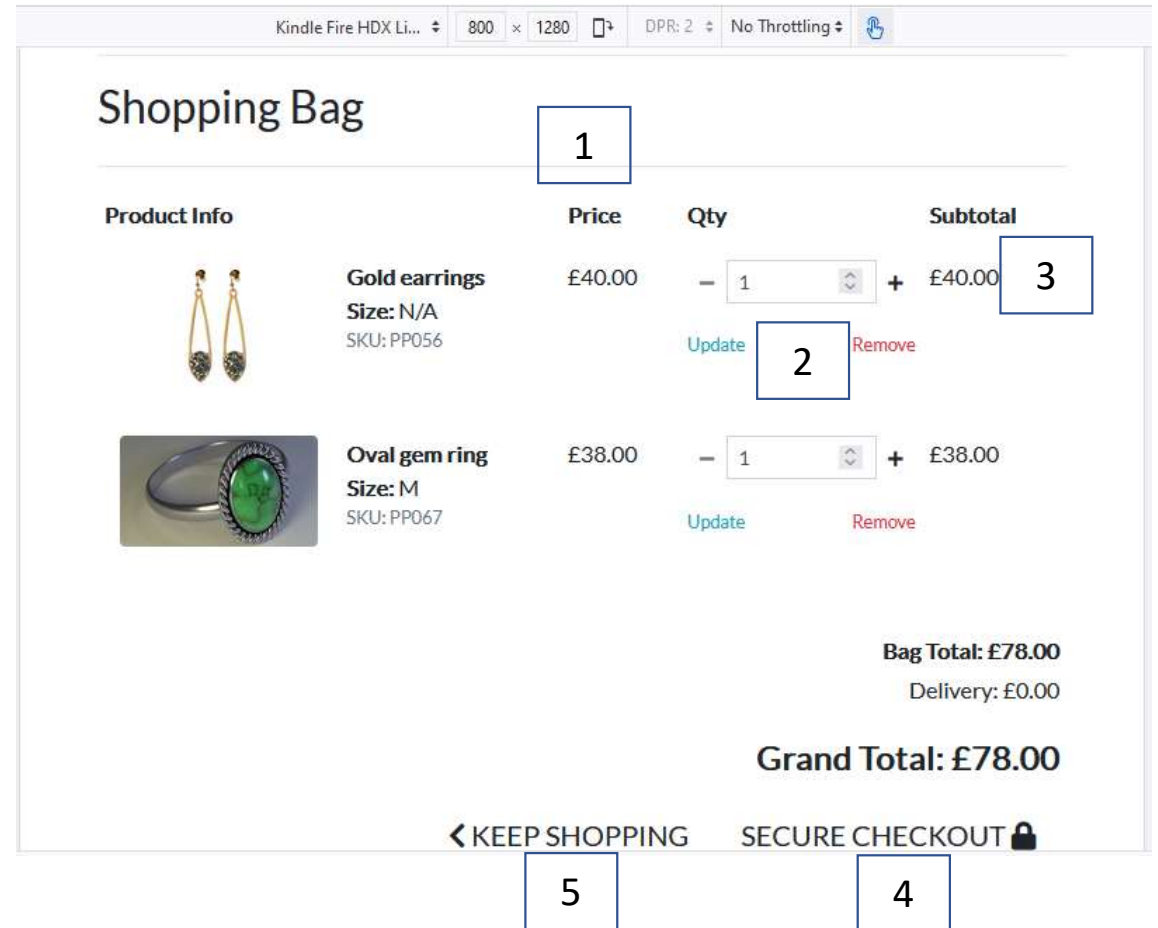 Kindle Fire HDX Li... 800 × 1280 DPR: 2 No Throttling
Shopping Bag
1
Product Info Price Qty Subtotal
Gold earrings £40.00 − 1 + £40.00 3
Size: N/A
SKU: PP056 Update 2 Remove
Oval gem ring £38.00 − 1 + £38.00
Size: M
SKU: PP067 Update Remove
Bag Total: £78.00
Delivery: £0.00
Grand Total: £78.00
KEEP SHOPPING SECURE CHECKOUT
5 4